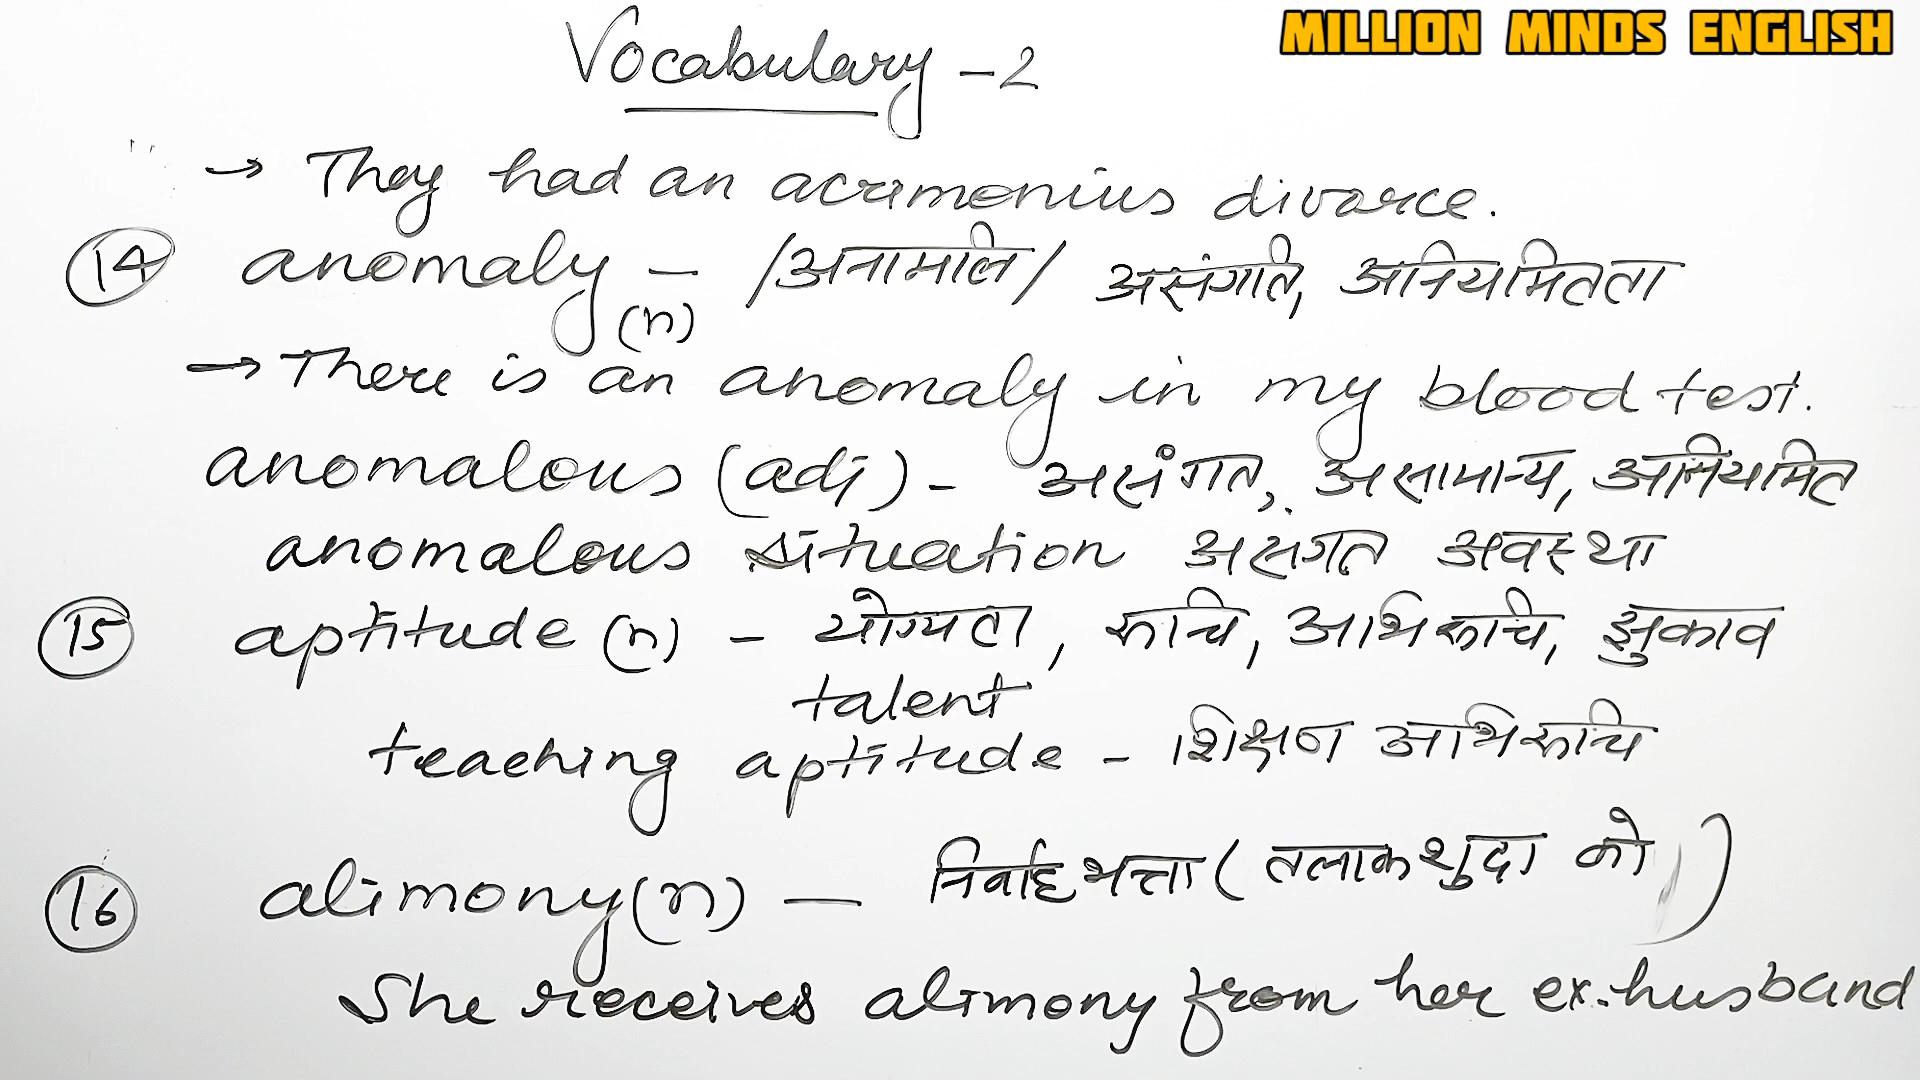 MILLION MINDS ENGLISH
Vocabulary - 2
→ They had an acrimonius divorce.
14 anomaly (n) - /अनामलि/ असंगति, अनियमितता
→ There is an anomaly in my blood test.
anomalous (adj) - असंगत, असामान्य, अनियमित
anomalous situation असंगत अवस्था
15 aptitude (n) - योग्यता, रूचि, अभिरूचि, झुकाव
talent
teaching aptitude - शिक्षण अभिरूचि
16 alimony (n) — निर्वाह भत्ता ( तलाक शुदा को )
She receives alimony from her ex.husband